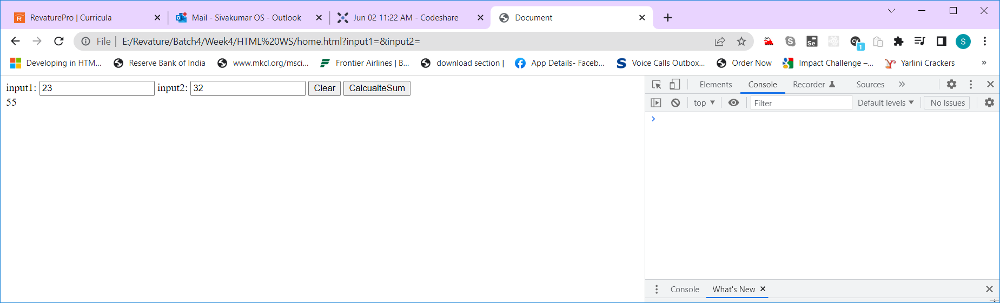 RevaturePro | Curricula Mail - Sivakumar OS - Outlook Jun 02 11:22 AM - Codeshare Document
File | E:/Revature/Batch4/Week4/HTML%20WS/home.html?input1=&input2= Se cy 1 S
Developing in HTM... Reserve Bank of India www.mkcl.org/msci... Frontier Airlines | B... download section | App Details- Faceb... Voice Calls Outbox... Order Now Impact Challenge –... Yarlini Crackers »
input1: 23 input2: 32 Clear CalcualteSum
55
Elements Console Recorder Sources »
top Filter Default levels No Issues
Console What's New